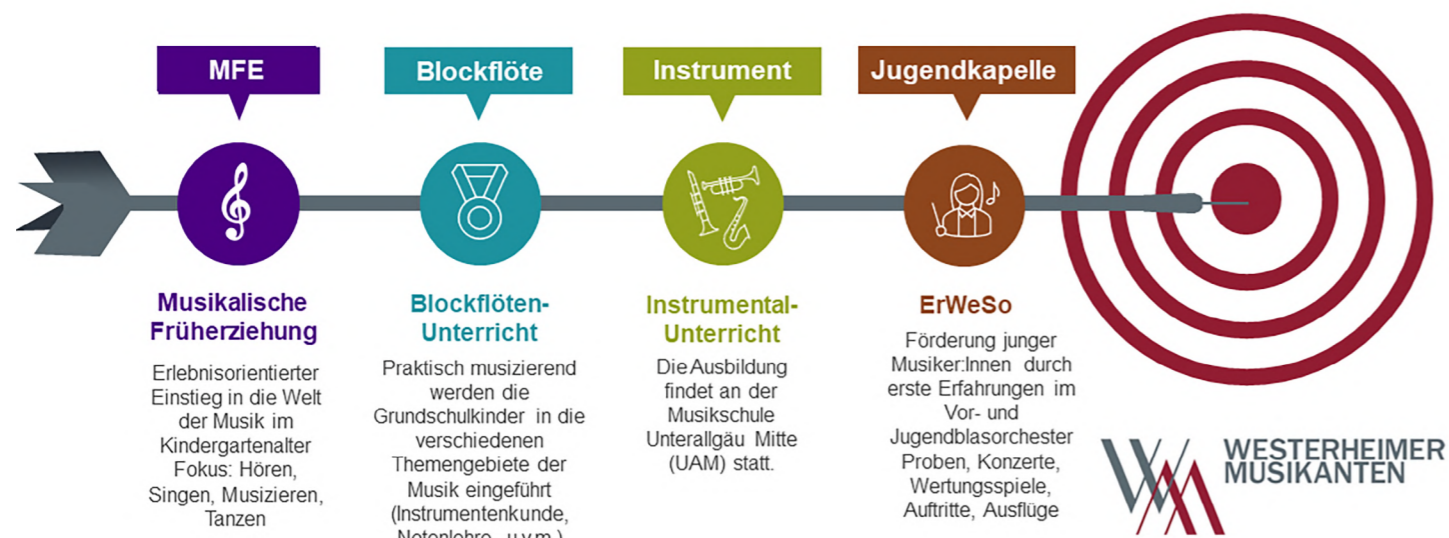 MFE
Blockflöte
Instrument
Jugendkapelle
Musikalische
Früherziehung
Erlebnisorientierter
Einstieg in die Welt
der Musik im
Kindergartenalter
Fokus: Hören,
Singen, Musizieren,
Tanzen
Blockflöten-
Unterricht
Praktisch musizierend
werden die
Grundschulkinder in die
verschiedenen
Themengebiete der
Musik eingeführt
(Instrumentenkunde,
Notenlehre, u.v.m.)
Instrumental-
Unterricht
Die Ausbildung
findet an der
Musikschule
Unterallgäu Mitte
(UAM) statt.
ErWeSo
Förderung junger
Musiker:Innen durch
erste Erfahrungen im
Vor- und
Jugendblasorchester
Proben, Konzerte,
Wertungsspiele,
Auftritte, Ausflüge
WESTERHEIMER
MUSIKANTEN